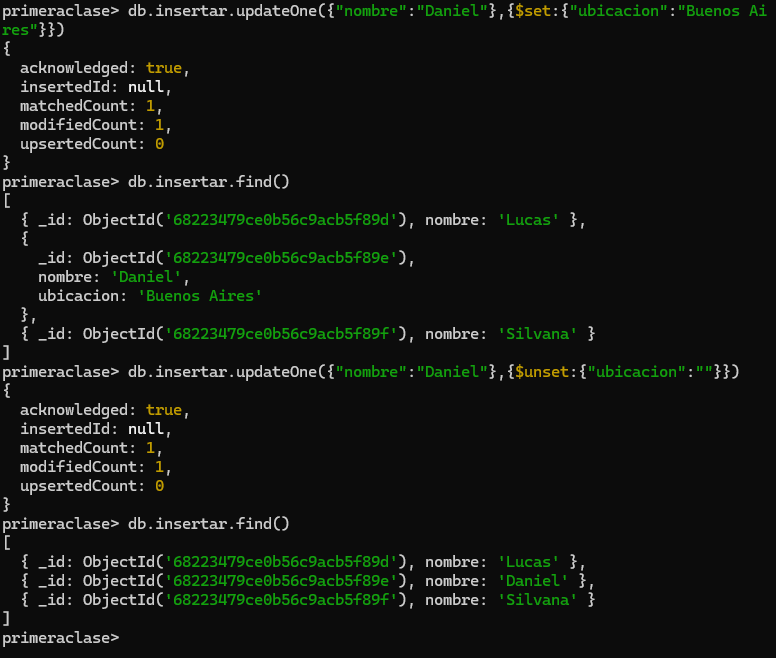 primeraclase> db.insertar.updateOne({"nombre":"Daniel"},{$set:{"ubicacion":"Buenos Ai
res"}})
{
  acknowledged: true,
  insertedId: null,
  matchedCount: 1,
  modifiedCount: 1,
  upsertedCount: 0
}
primeraclase> db.insertar.find()
[
  { _id: ObjectId('68223479ce0b56c9acb5f89d'), nombre: 'Lucas' },
  {
    _id: ObjectId('68223479ce0b56c9acb5f89e'),
    nombre: 'Daniel',
    ubicacion: 'Buenos Aires'
  },
  { _id: ObjectId('68223479ce0b56c9acb5f89f'), nombre: 'Silvana' }
]
primeraclase> db.insertar.updateOne({"nombre":"Daniel"},{$unset:{"ubicacion":""}})
{
  acknowledged: true,
  insertedId: null,
  matchedCount: 1,
  modifiedCount: 1,
  upsertedCount: 0
}
primeraclase> db.insertar.find()
[
  { _id: ObjectId('68223479ce0b56c9acb5f89d'), nombre: 'Lucas' },
  { _id: ObjectId('68223479ce0b56c9acb5f89e'), nombre: 'Daniel' },
  { _id: ObjectId('68223479ce0b56c9acb5f89f'), nombre: 'Silvana' }
]
primeraclase>